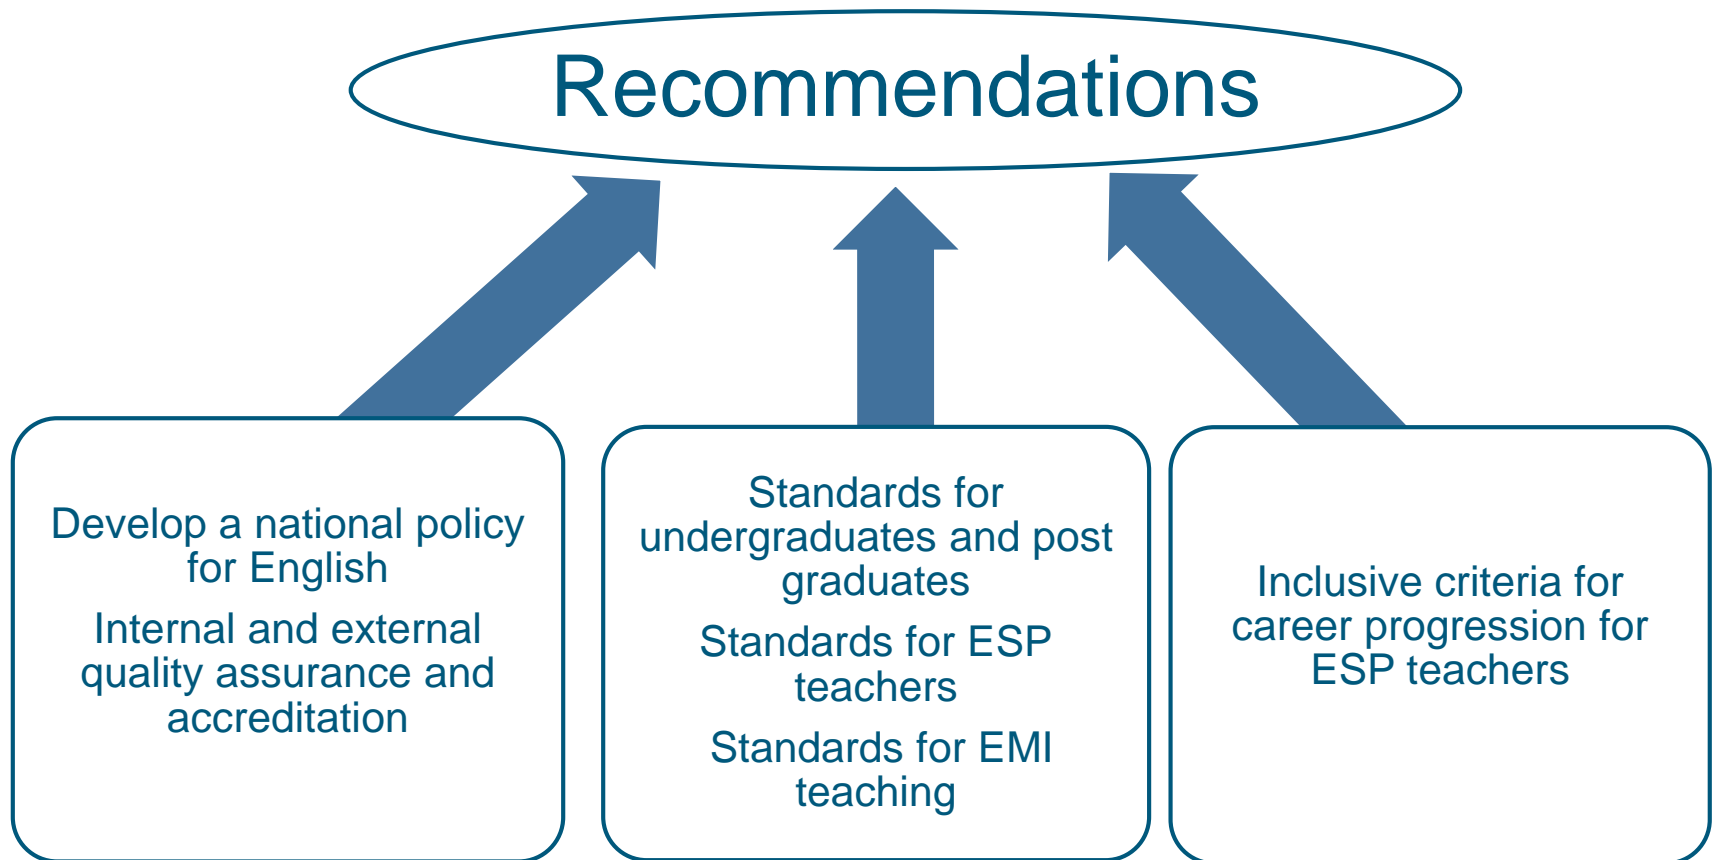 Recommendations
Develop a national policy
for English
Internal and external
quality assurance and
accreditation
Standards for
undergraduates and post
graduates
Standards for ESP
teachers
Standards for EMI
teaching
Inclusive criteria for
career progression for
ESP teachers